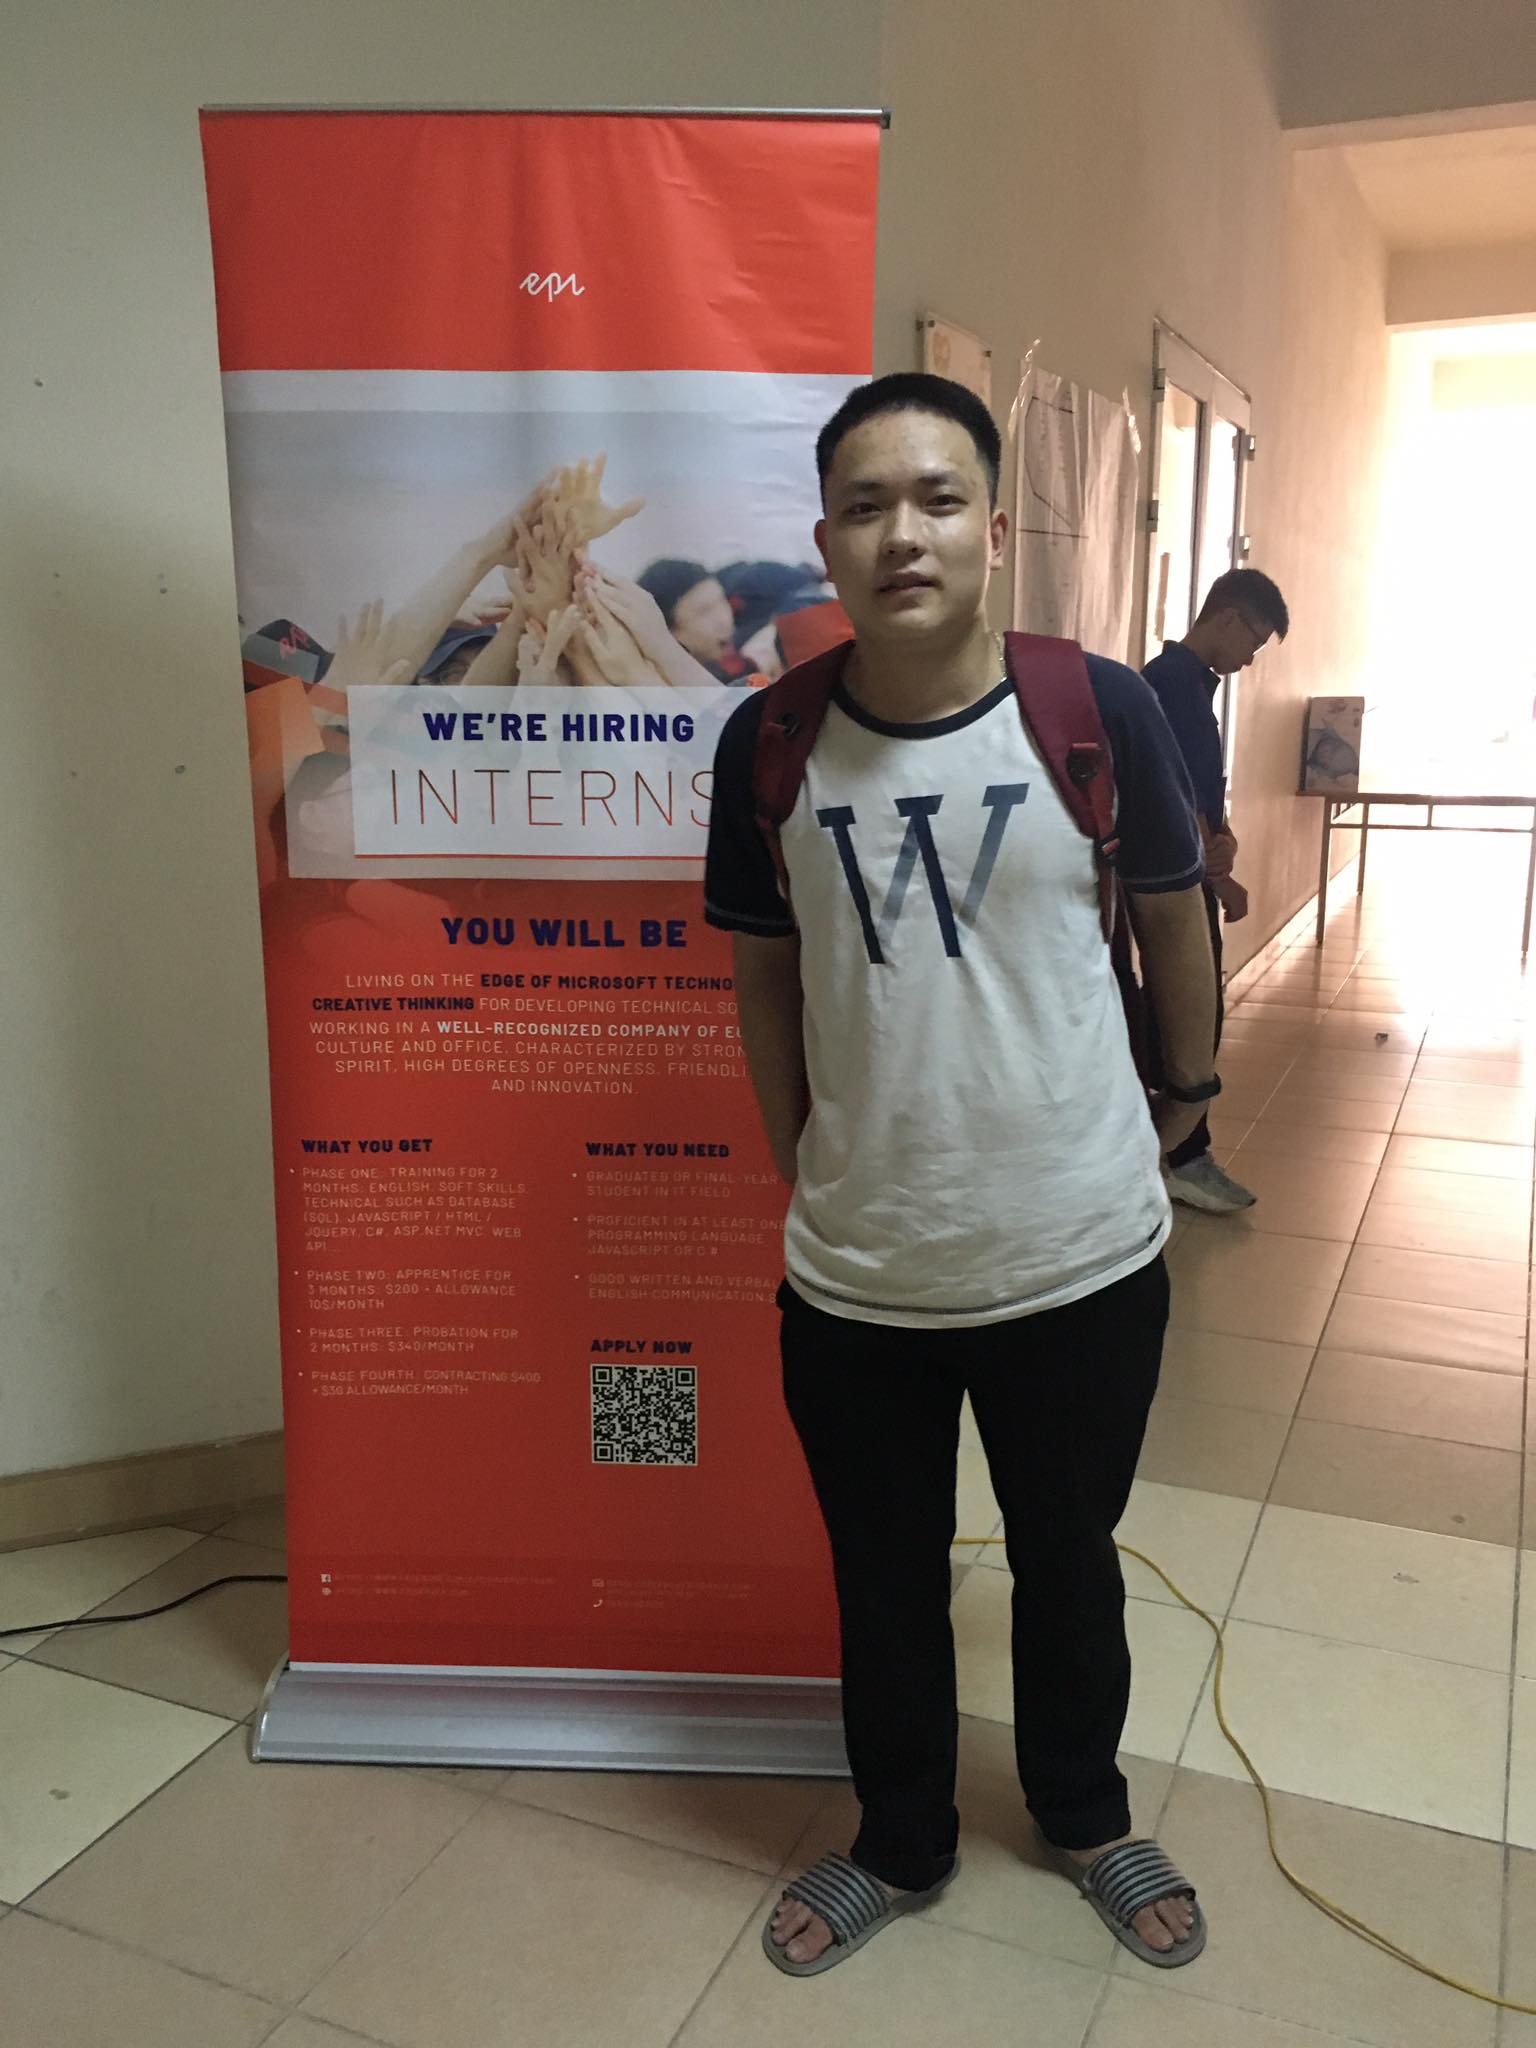 epi
WE'RE HIRING
INTERNS
YOU WILL BE
LIVING ON THE EDGE OF MICROSOFT
CREATIVE THINKING FOR DEVELOPING TECHNICAL
WORKING IN A WELL-RECOGNIZED COMPANY OF
CULTURE AND OFFICE, CHARACTERIZED BY
SPIRIT, HIGH DEGREES OF OPENNESS,
AND INNOVATION.
WHAT YOU GET
• PHASE ONE: TRAINING FOR 2
MONTHS: ENGLISH, SOFT SKILLS,
TECHNICAL SUCH AS DATABASE
(SQL), JAVASCRIPT / HTML /
JQUERY, C#, ASP.NET MVC, WEB
API ...
• PHASE TWO: APPRENTICE FOR
3 MONTHS: $200 + ALLOWANCE
10$/MONTH
• PHASE THREE: PROBATION FOR
2 MONTHS: $340/MONTH
• PHASE FOURTH: CONTRACTING $400
+ $30 ALLOWANCE/MONTH
WHAT YOU NEED
• GRADUATED OR FINAL-YEAR
STUDENT IN IT FIELD
• PROFICIENT IN AT LEAST ONE
PROGRAMMING LANGUAGE
JAVASCRIPT OR C #
• GOOD WRITTEN AND VERBAL
ENGLISH COMMUNICATION.S
APPLY NOW
W